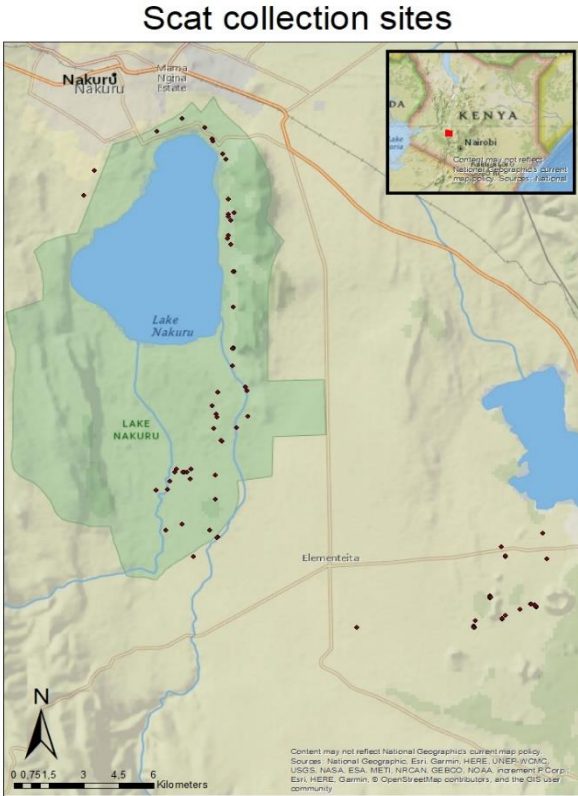 Scat collection sites
Nakuru
Nakuru
Mama
Ngina
Estate
DA
KENYA
Lake
oria
Nairobi
Content may not reflect
National Geographic's current
map policy. Sources: National
Lake
Nakuru
LAKE
NAKURU
Elementeita
N
0 0,75 1,5 3 4,5 6
Kilometers
Content may not reflect National Geographic's current map policy.
Sources: National Geographic, Esri, Garmin, HERE, UNEP-WCMC,
USGS, NASA, ESA, METI, NRCAN, GEBCO, NOAA, increment P Corp.
Esri, HERE, Garmin, © OpenStreetMap contributors, and the GIS user
community